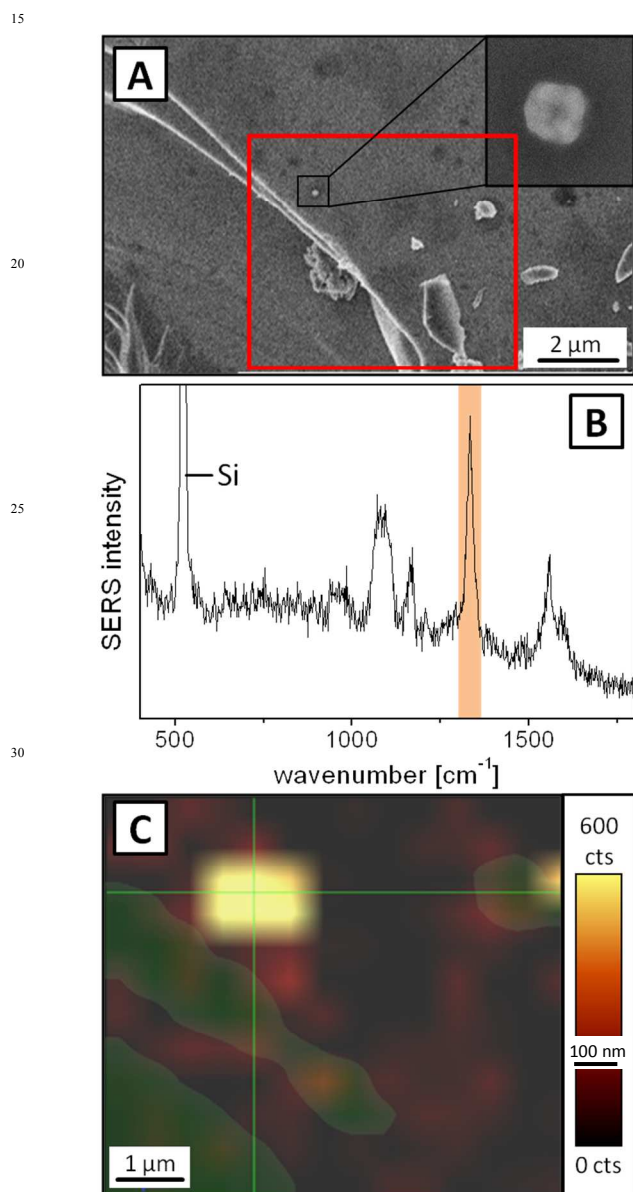 15
A
20
2 µm
B
Si
25
SERS intensity
500
1000
1500
30
wavenumber [cm⁻¹]
C
600
cts
100 nm
0 cts
1 µm